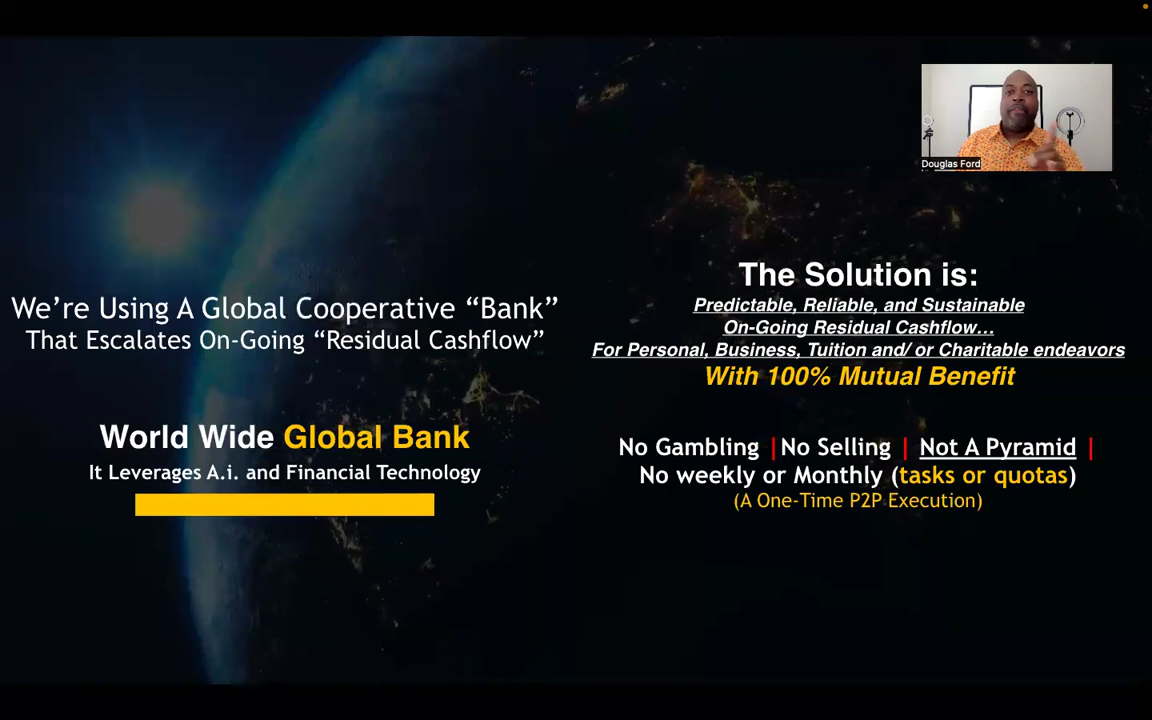 We’re Using A Global Cooperative “Bank”
That Escalates On-Going “Residual Cashflow”
World Wide Global Bank
It Leverages A.i. and Financial Technology
Douglas Ford
The Solution is:
Predictable, Reliable, and Sustainable
On-Going Residual Cashflow...
For Personal, Business, Tuition and/ or Charitable endeavors
With 100% Mutual Benefit
No Gambling |No Selling | Not A Pyramid |
No weekly or Monthly (tasks or quotas)
(A One-Time P2P Execution)